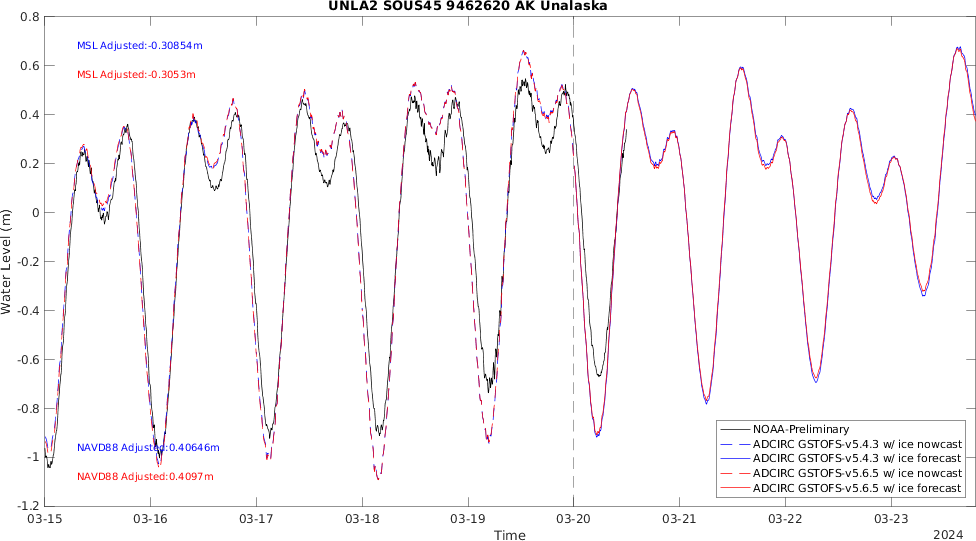 UNLA2 SOUS45 9462620 AK Unalaska
0.8
0.6
0.4
0.2
0
-0.2
-0.4
-0.6
-0.8
-1
-1.2
Water Level (m)
MSL Adjusted:-0.30854m
MSL Adjusted:-0.3053m
NAVD88 Adjusted:0.40646m
NAVD88 Adjusted:0.4097m
NOAA-Preliminary
ADCIRC GSTOFS-v5.4.3 w/ ice nowcast
ADCIRC GSTOFS-v5.4.3 w/ ice forecast
ADCIRC GSTOFS-v5.6.5 w/ ice nowcast
ADCIRC GSTOFS-v5.6.5 w/ ice forecast
03-15 03-16 03-17 03-18 03-19 03-20 03-21 03-22 03-23
Time
2024